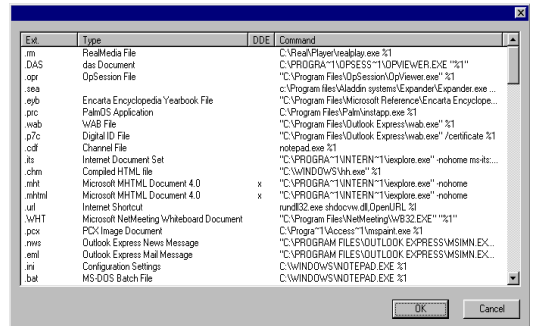 Ext. Type DDE Command
.rm RealMedia File C:\Real\Player\realplay.exe %1
.DAS das Document C:\PROGRA~1\OPSESS~1\OPVIEWER.EXE "%1"
.opr OpSession File "C:\Program Files\OpSession\OpViewer.exe" %1
.sea c:\Program files\Aladdin systems\Expander\Expander.exe ...
.eyb Encarta Encyclopedia Yearbook File "C:\Program Files\Microsoft Reference\Encarta Encyclope...
.prc PalmOS Application C:\Program Files\Palm\instapp.exe %1
.wab WAB File "C:\Program Files\Outlook Express\wab.exe" %1
.p7c Digital ID File "C:\Program Files\Outlook Express\wab.exe" /certificate %1
.cdf Channel File notepad.exe %1
.its Internet Document Set "C:\PROGRA~1\INTERN~1\iexplore.exe" -nohome ms-its:...
.chm Compiled HTML file "C:\WINDOWS\hh.exe" %1
.mht Microsoft MHTML Document 4.0 x "C:\PROGRA~1\INTERN~1\iexplore.exe" -nohome
.mhtml Microsoft MHTML Document 4.0 x "C:\PROGRA~1\INTERN~1\iexplore.exe" -nohome
.url Internet Shortcut rundll32.exe shdocvw.dll,OpenURL %l
.WHT Microsoft NetMeeting Whiteboard Document "C:\Program Files\NetMeeting\WB32.EXE" "%1"
.pcx PCX Image Document C:\Progra~1\Access~1\mspaint.exe %1
.nws Outlook Express News Message "C:\PROGRAM FILES\OUTLOOK EXPRESS\MSIMN.EX...
.eml Outlook Express Mail Message "C:\PROGRAM FILES\OUTLOOK EXPRESS\MSIMN.EX...
.ini Configuration Settings C:\WINDOWS\NOTEPAD.EXE %1
.bat MS-DOS Batch File C:\WINDOWS\NOTEPAD.EXE %1
OK Cancel